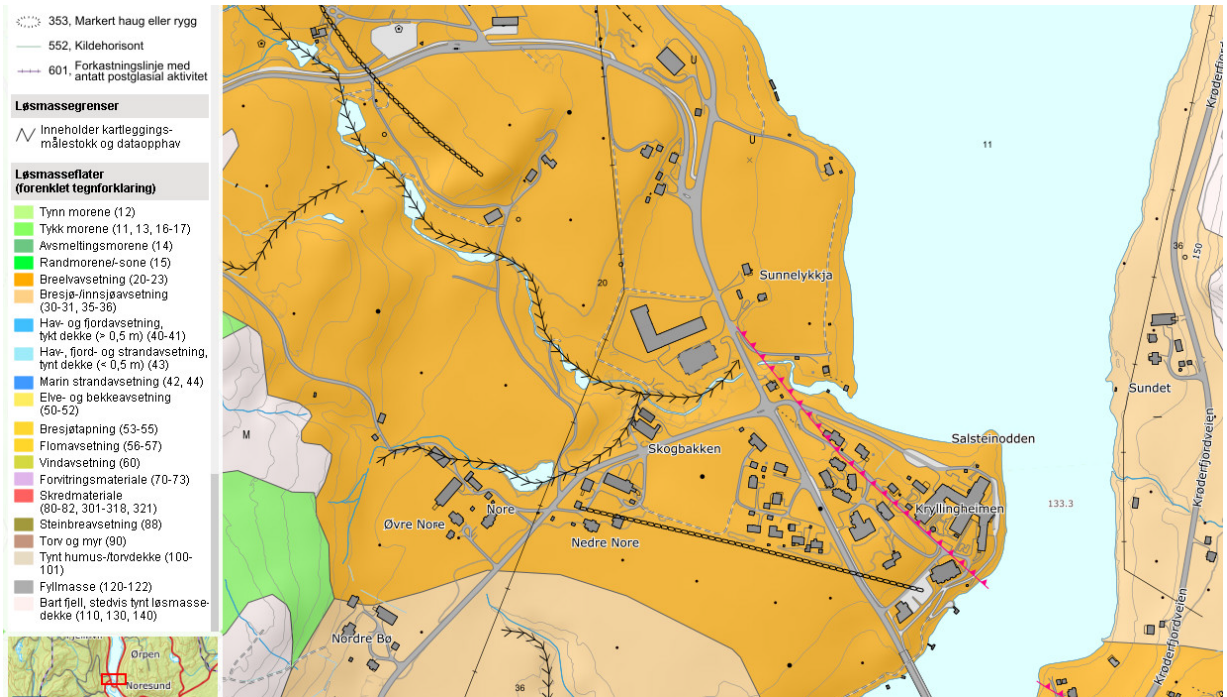 353, Markert haug eller rygg
552, Kildehorisont
601, Forkastningslinje med
antatt postglasial aktivitet
Løsmassegrenser
Inneholder kartleggings-
målestokk og dataopphav
Løsmasseflater
(forenklet tegnforklaring)
Tynn morene (12)
Tykk morene (11, 13, 16-17)
Avsmeltingsmorene (14)
Randmorene/-sone (15)
Breelvavsetning (20-23)
Bresjø-/innsjøavsetning
(30-31, 35-36)
Hav- og fjordavsetning,
tykt dekke (> 0,5 m) (40-41)
Hav-, fjord- og strandavsetning,
tynt dekke (< 0,5 m) (43)
Marin strandavsetning (42, 44)
Elve- og bekkeavsetning
(50-52)
Bresjøtapning (53-55)
Flomavsetning (56-57)
Vindavsetning (60)
Forvitringsmateriale (70-73)
Skredmateriale
(80-82, 301-318, 321)
Steinbreavsetning (88)
Torv og myr (90)
Tynt humus-/torvdekke (100-
101)
Fyllmasse (120-122)
Bart fjell, stedvis tynt løsmasse-
dekke (110, 130, 140)
Ørpen
Noresund
Krøderfjord
11
36
150
20
Sunnelykkja
Sundet
Krøderfjordveien
M
Skogbakken
Salsteinodden
133.3
Kryllingheimen
Øvre Nore
Nore
Nedre Nore
Nordre Bø
36
Krøderfjordveien